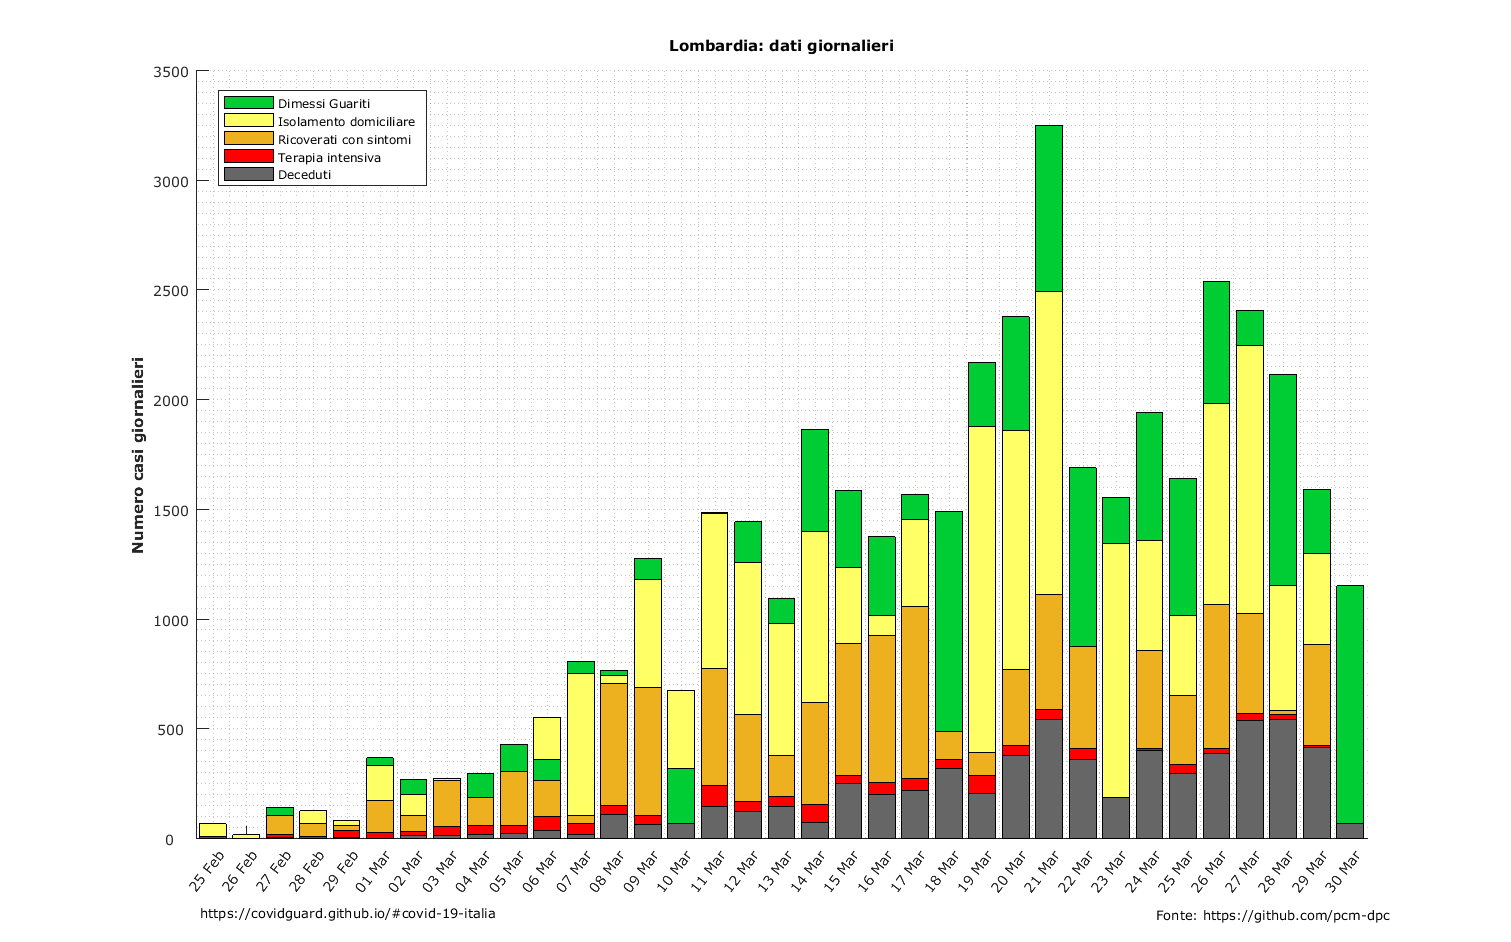 Lombardia: dati giornalieri
Numero casi giornalieri
3500
3000
2500
2000
1500
1000
500
0
Dimessi Guariti
Isolamento domiciliare
Ricoverati con sintomi
Terapia intensiva
Deceduti
25 Feb
26 Feb
27 Feb
28 Feb
29 Feb
01 Mar
02 Mar
03 Mar
04 Mar
05 Mar
06 Mar
07 Mar
08 Mar
09 Mar
10 Mar
11 Mar
12 Mar
13 Mar
14 Mar
15 Mar
16 Mar
17 Mar
18 Mar
19 Mar
20 Mar
21 Mar
22 Mar
23 Mar
24 Mar
25 Mar
26 Mar
27 Mar
28 Mar
29 Mar
30 Mar
https://covidguard.github.io/#covid-19-italia
Fonte: https://github.com/pcm-dpc